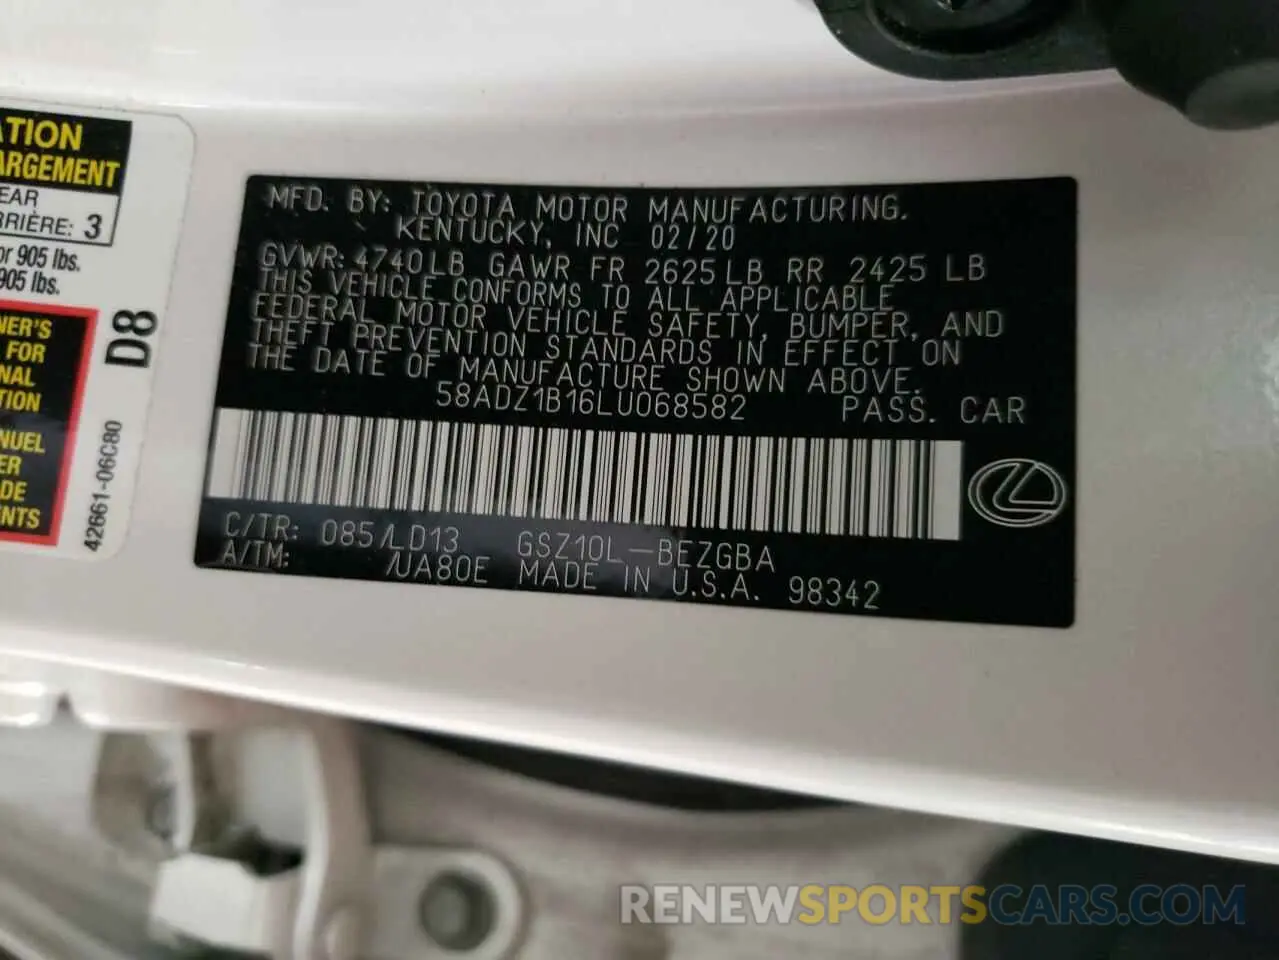 ATION
ARGEMENT
EAR
RRIÈRE: 3
or 905 lbs.
905 lbs.
NER'S
FOR
NAL
TION
NUEL
ER
DE
ENTS
D8
42661-06C80
MFD. BY: TOYOTA MOTOR MANUFACTURING.
KENTUCKY, INC 02/20
GVWR: 4740LB GAWR FR 2625LB RR 2425 LB
THIS VEHICLE CONFORMS TO ALL APPLICABLE
FEDERAL MOTOR VEHICLE SAFETY, BUMPER, AND
THEFT PREVENTION STANDARDS IN EFFECT ON
THE DATE OF MANUFACTURE SHOWN ABOVE.
58ADZ1B16LU068582 PASS. CAR
C/TR: 085/LD13 GSZ10L-BEZGBA
A/TM: /UA80E MADE IN U.S.A. 98342
RENEWSPORTSCARS.COM